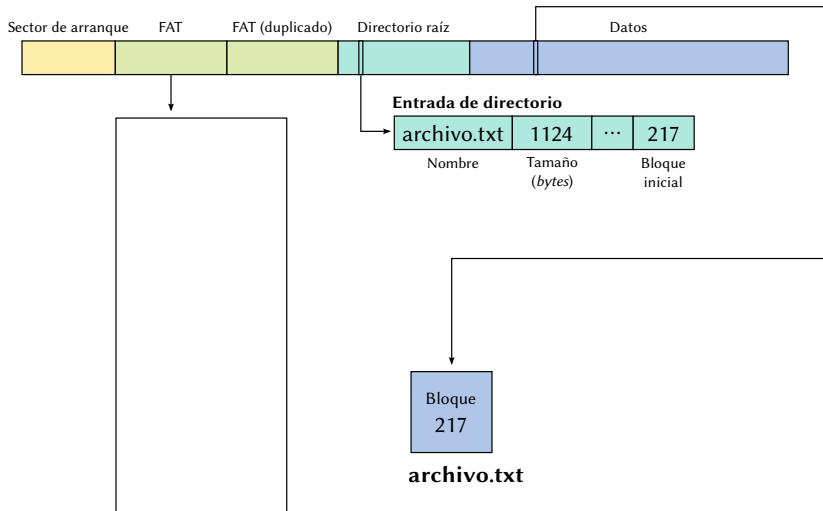 Sector de arranque
FAT
FAT (duplicado)
Directorio raíz
Datos
Entrada de directorio
archivo.txt
1124
...
217
Nombre
Tamaño
(bytes)
Bloque
inicial
Bloque
217
archivo.txt